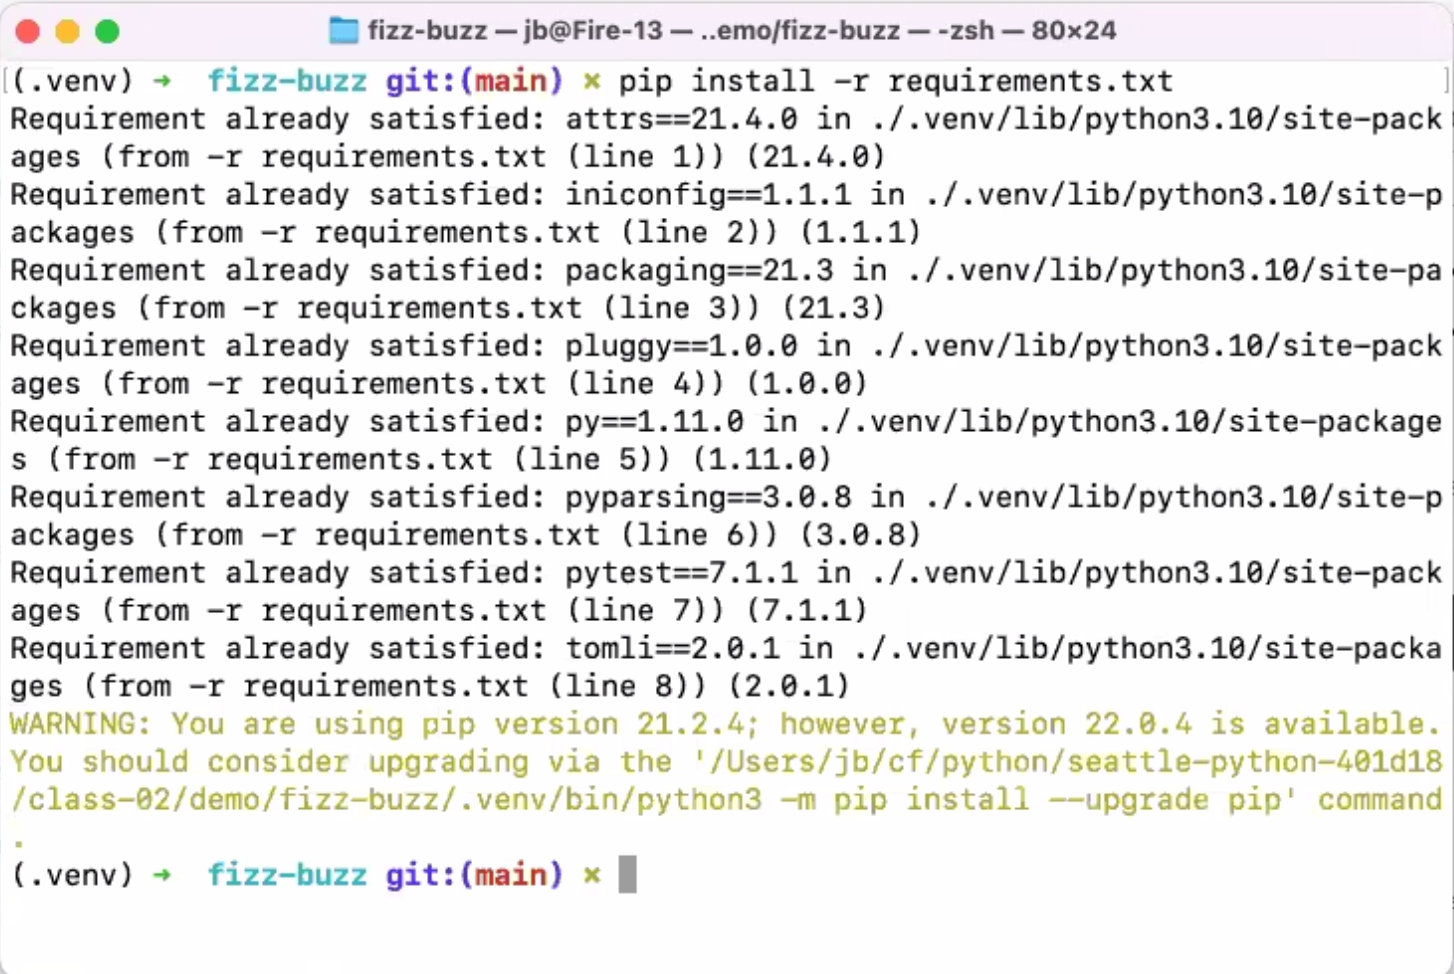 fizz-buzz — jb@Fire-13 — ..emo/fizz-buzz — -zsh — 80×24
(.venv) → fizz-buzz git:(main) × pip install -r requirements.txt
Requirement already satisfied: attrs==21.4.0 in ./.venv/lib/python3.10/site-pack
ages (from -r requirements.txt (line 1)) (21.4.0)
Requirement already satisfied: iniconfig==1.1.1 in ./.venv/lib/python3.10/site-p
ackages (from -r requirements.txt (line 2)) (1.1.1)
Requirement already satisfied: packaging==21.3 in ./.venv/lib/python3.10/site-pa
ckages (from -r requirements.txt (line 3)) (21.3)
Requirement already satisfied: pluggy==1.0.0 in ./.venv/lib/python3.10/site-pack
ages (from -r requirements.txt (line 4)) (1.0.0)
Requirement already satisfied: py==1.11.0 in ./.venv/lib/python3.10/site-package
s (from -r requirements.txt (line 5)) (1.11.0)
Requirement already satisfied: pyparsing==3.0.8 in ./.venv/lib/python3.10/site-p
ackages (from -r requirements.txt (line 6)) (3.0.8)
Requirement already satisfied: pytest==7.1.1 in ./.venv/lib/python3.10/site-pack
ages (from -r requirements.txt (line 7)) (7.1.1)
Requirement already satisfied: tomli==2.0.1 in ./.venv/lib/python3.10/site-packa
ges (from -r requirements.txt (line 8)) (2.0.1)
WARNING: You are using pip version 21.2.4; however, version 22.0.4 is available.
You should consider upgrading via the '/Users/jb/cf/python/seattle-python-401d18
/class-02/demo/fizz-buzz/.venv/bin/python3 -m pip install --upgrade pip' command
.
(.venv) → fizz-buzz git:(main) ×